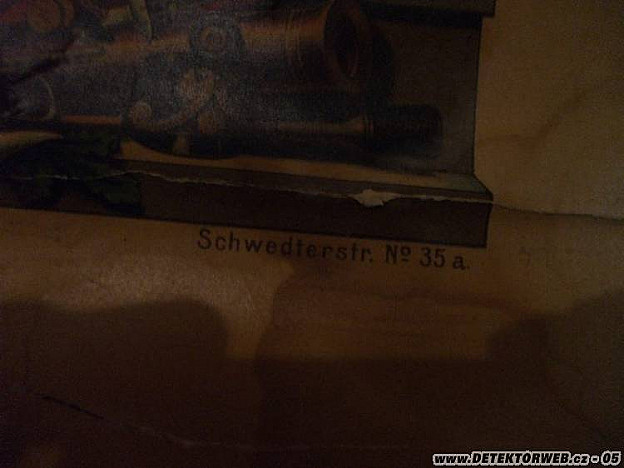 Schwedterstr. Nº 35 a.
www.DETEKTORWEB.cz - 05